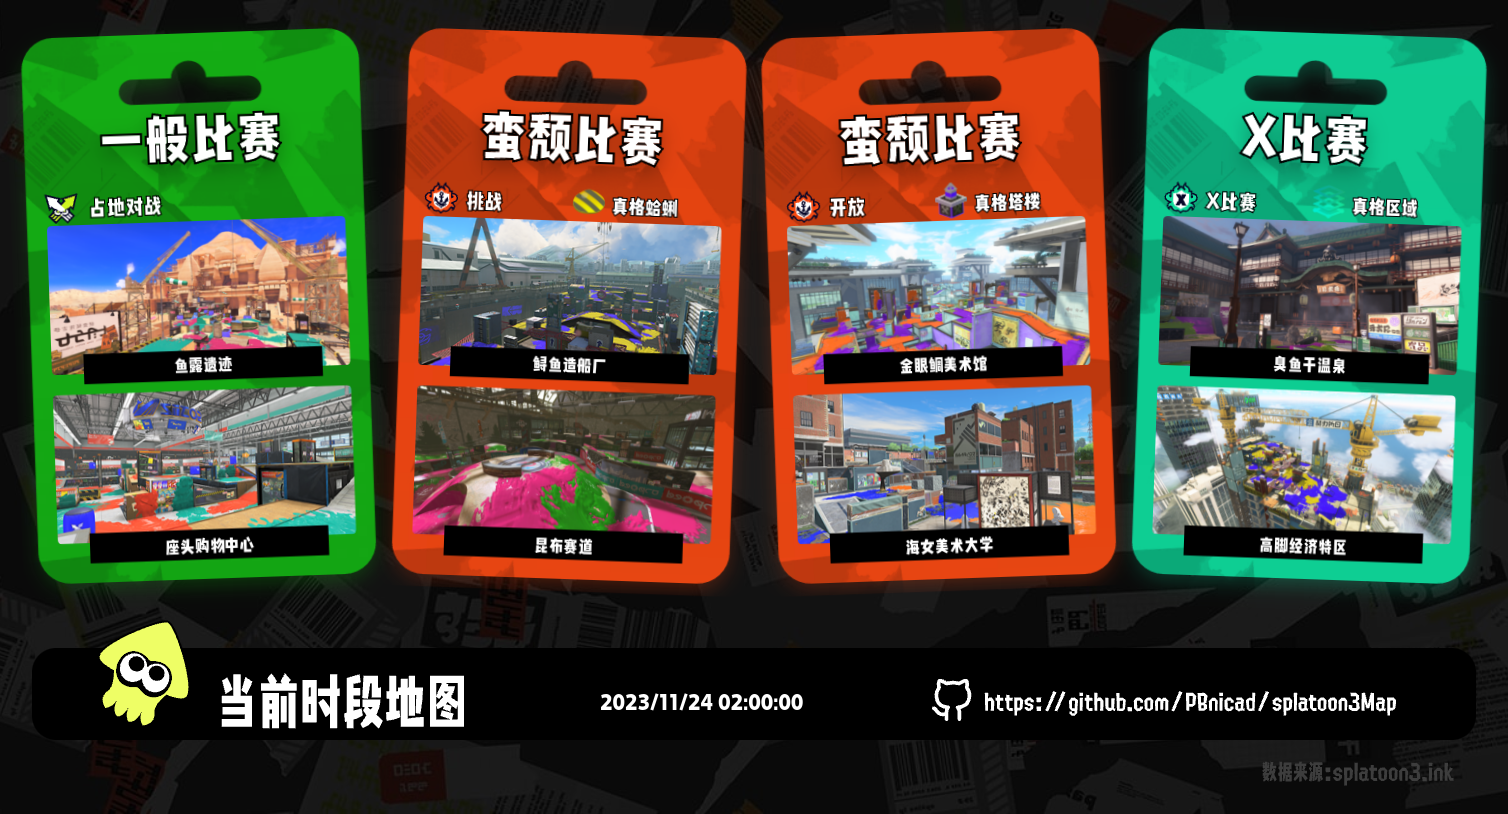 一般比赛
占地对战
鱼露遗迹
座头购物中心
蛮颓比赛
挑战
真格蛤蜊
鲟鱼造船厂
昆布赛道
蛮颓比赛
开放
真格塔楼
金眼鲷美术馆
海女美术大学
X比赛
X比赛
真格区域
臭鱼干温泉
高脚经济特区
当前时段地图
2023/11/24 02:00:00
https://github.com/PBnicad/splatoon3Map
数据来源:splatoon3.ink